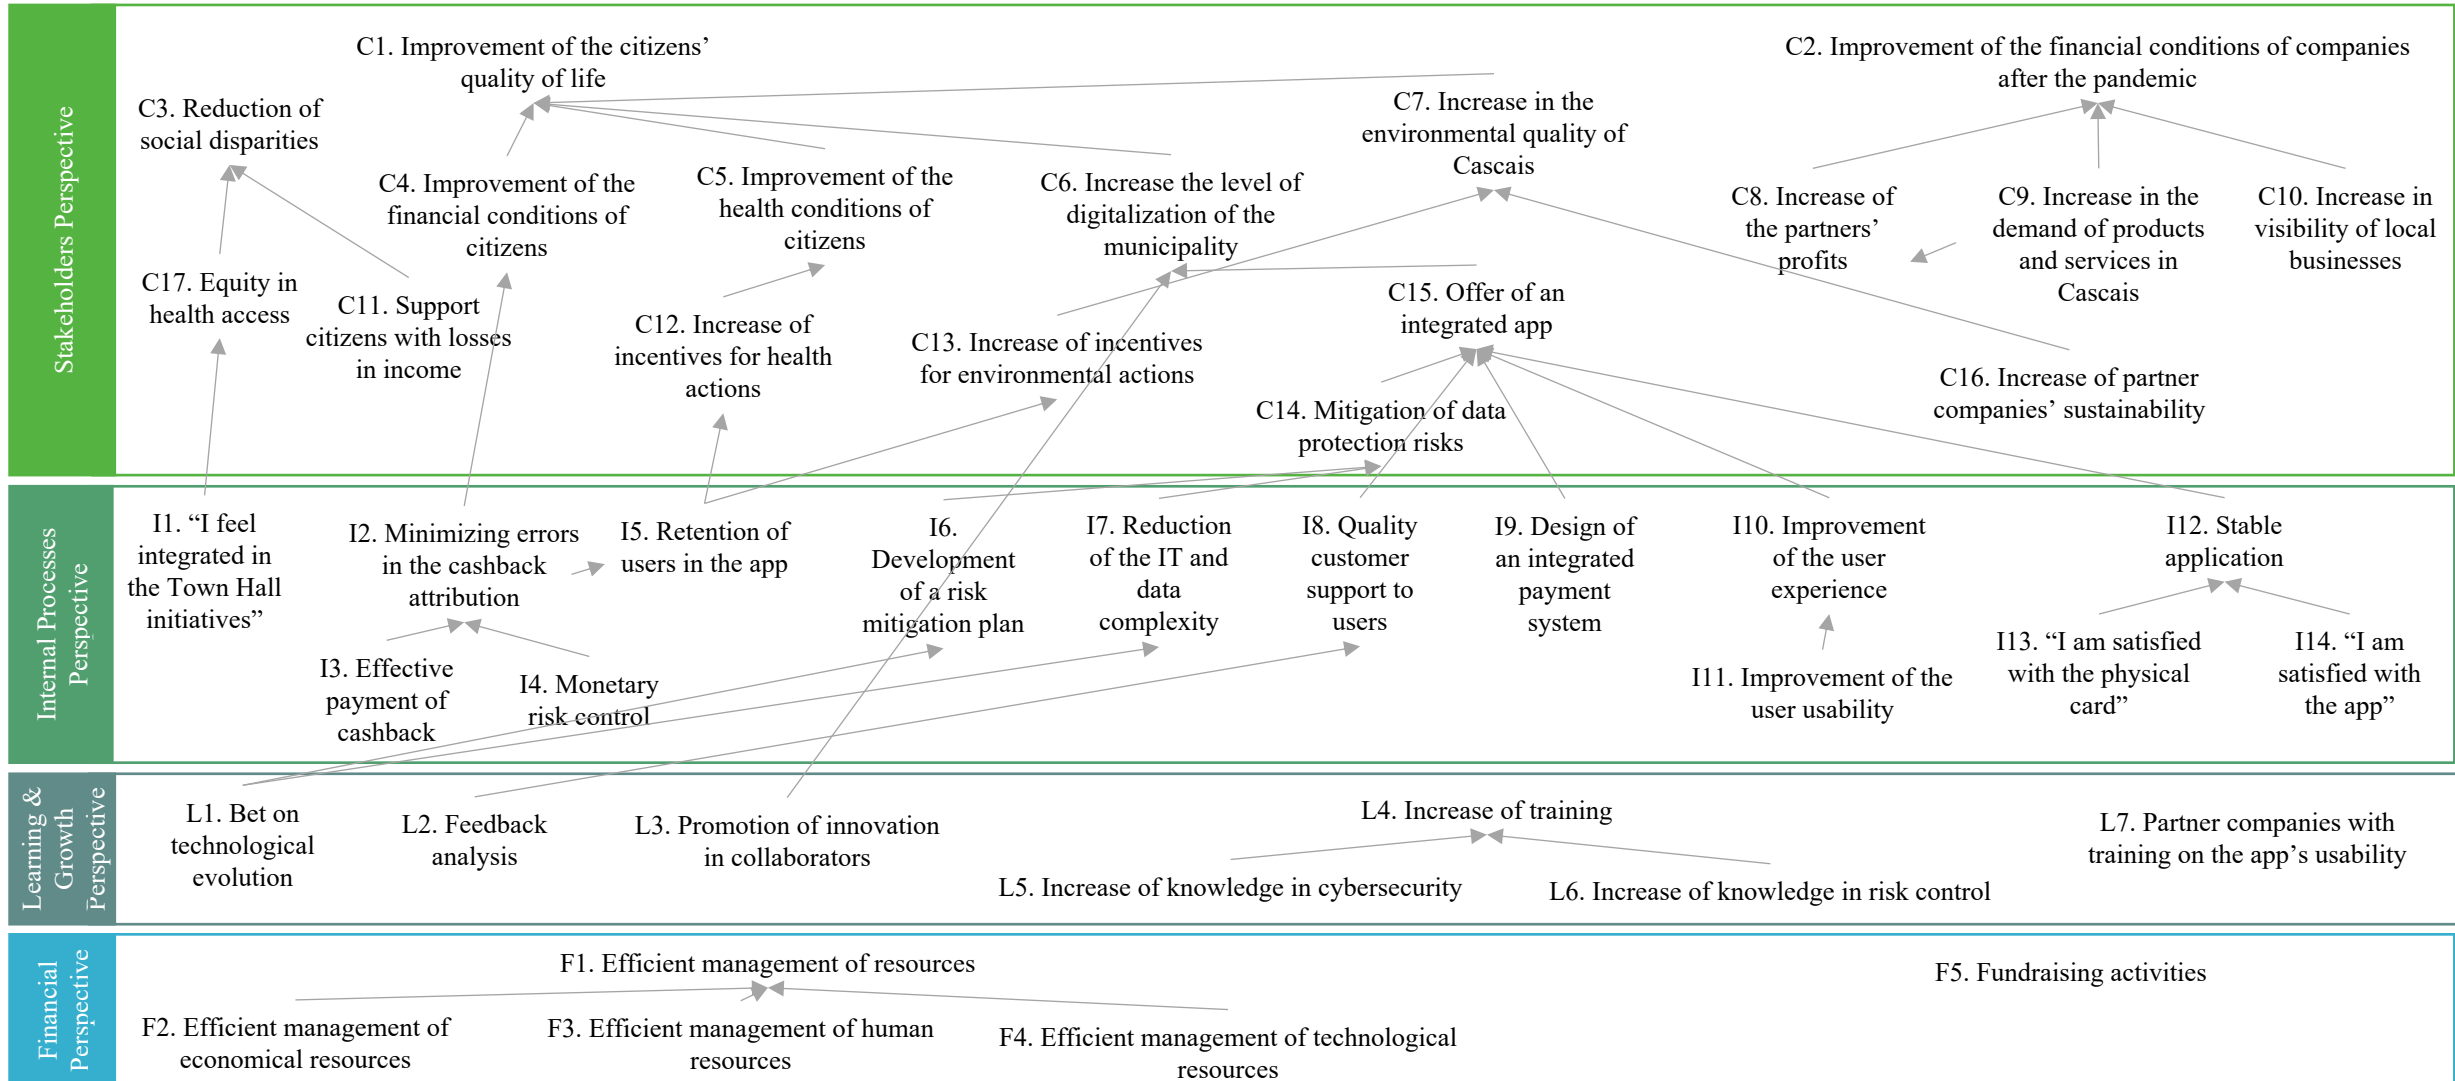 Stakeholders Perspective
C1. Improvement of the citizens’
quality of life
C2. Improvement of the financial conditions of companies
after the pandemic
C3. Reduction of
social disparities
C4. Improvement of the
financial conditions of
citizens
C5. Improvement of the
health conditions of
citizens
C6. Increase the level of
digitalization of the
municipality
C7. Increase in the
environmental quality of
Cascais
C8. Increase of
the partners’
profits
C9. Increase in the
demand of products
and services in
Cascais
C10. Increase in
visibility of local
businesses
C17. Equity in
health access
C11. Support
citizens with losses
in income
C12. Increase of
incentives for health
actions
C13. Increase of incentives
for environmental actions
C15. Offer of an
integrated app
C14. Mitigation of data
protection risks
C16. Increase of partner
companies’ sustainability
Internal Processes
Perspective
I1. “I feel
integrated in
the Town Hall
initiatives”
I2. Minimizing errors
in the cashback
attribution
I5. Retention of
users in the app
I6.
Development
of a risk
mitigation plan
I7. Reduction
of the IT and
data
complexity
I8. Quality
customer
support to
users
I9. Design of
an integrated
payment
system
I10. Improvement
of the user
experience
I12. Stable
application
I3. Effective
payment of
cashback
I4. Monetary
risk control
I11. Improvement of the
user usability
I13. “I am satisfied
with the physical
card”
I14. “I am
satisfied with
the app”
Learning &
Growth
Perspective
L1. Bet on
technological
evolution
L2. Feedback
analysis
L3. Promotion of innovation
in collaborators
L4. Increase of training
L5. Increase of knowledge in cybersecurity
L6. Increase of knowledge in risk control
L7. Partner companies with
training on the app’s usability
Financial
Perspective
F1. Efficient management of resources
F5. Fundraising activities
F2. Efficient management of
economical resources
F3. Efficient management of human
resources
F4. Efficient management of technological
resources